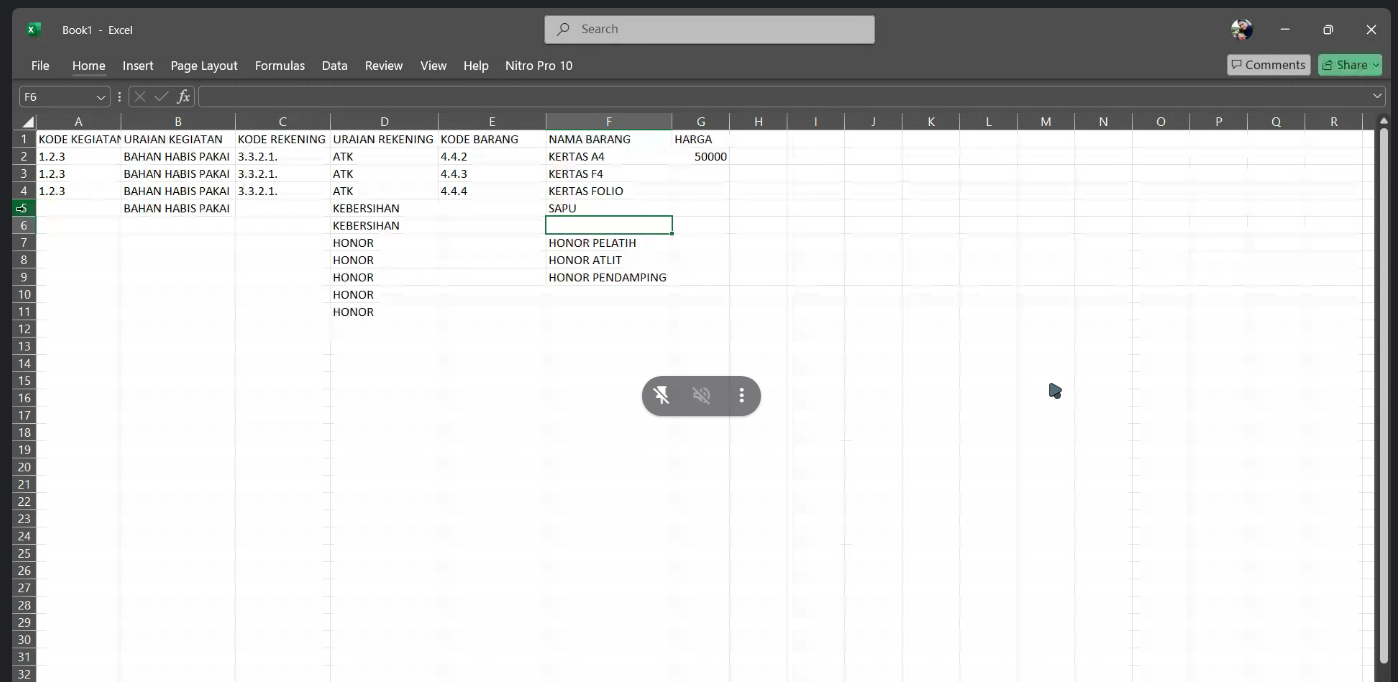 Book1 - Excel
Search
File Home Insert Page Layout Formulas Data Review View Help Nitro Pro 10
Comments Share
F6 fx
A B C D E F G H I J K L M N O P Q R
1 KODE KEGIATAN URAIAN KEGIATAN KODE REKENING URAIAN REKENING KODE BARANG NAMA BARANG HARGA
2 1.2.3 BAHAN HABIS PAKAI 3.3.2.1. ATK 4.4.2 KERTAS A4 50000
3 1.2.3 BAHAN HABIS PAKAI 3.3.2.1. ATK 4.4.3 KERTAS F4
4 1.2.3 BAHAN HABIS PAKAI 3.3.2.1. ATK 4.4.4 KERTAS FOLIO
5 BAHAN HABIS PAKAI KEBERSIHAN SAPU
6 KEBERSIHAN
7 HONOR HONOR PELATIH
8 HONOR HONOR ATLIT
9 HONOR HONOR PENDAMPING
10 HONOR
11 HONOR
12
13
14
15
16
17
18
19
20
21
22
23
24
25
26
27
28
29
30
31
32